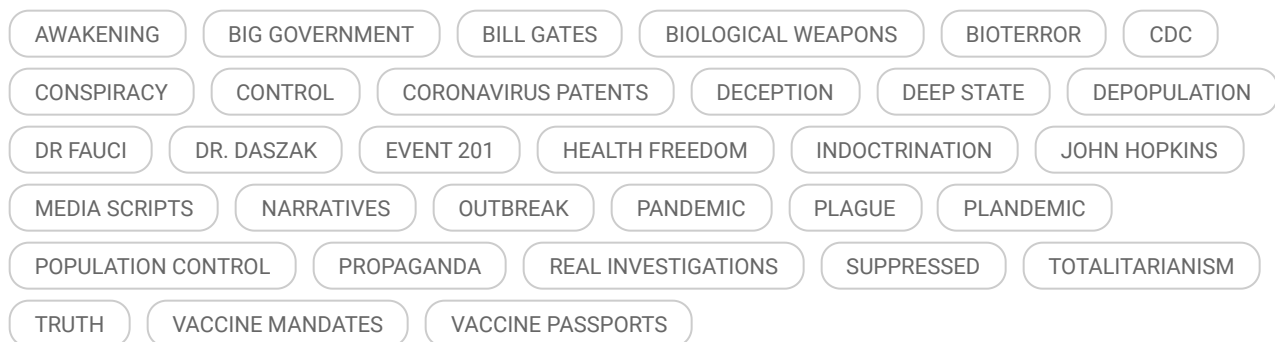 AWAKENING BIG GOVERNMENT BILL GATES BIOLOGICAL WEAPONS BIOTERROR CDC
CONSPIRACY CONTROL CORONAVIRUS PATENTS DECEPTION DEEP STATE DEPOPULATION
DR FAUCI DR. DASZAK EVENT 201 HEALTH FREEDOM INDOCTRINATION JOHN HOPKINS
MEDIA SCRIPTS NARRATIVES OUTBREAK PANDEMIC PLAGUE PLANDEMIC
POPULATION CONTROL PROPAGANDA REAL INVESTIGATIONS SUPPRESSED TOTALITARIANISM
TRUTH VACCINE MANDATES VACCINE PASSPORTS